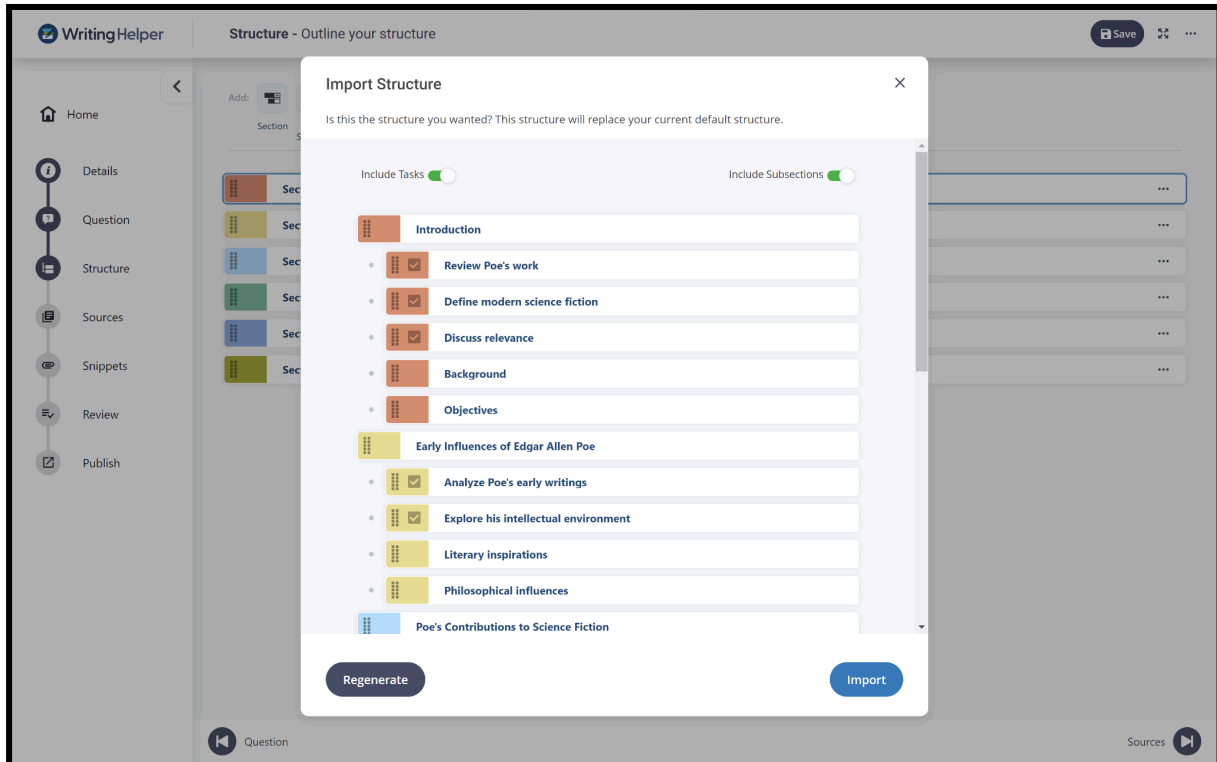 WritingHelper
Structure - Outline your structure
Save
Home
Details
Question
Structure
Sources
Snippets
Review
Publish
Add:
Section
Import Structure
Is this the structure you wanted? This structure will replace your current default structure.
Include Tasks
Include Subsections
Introduction
Review Poe's work
Define modern science fiction
Discuss relevance
Background
Objectives
Early Influences of Edgar Allen Poe
Analyze Poe's early writings
Explore his intellectual environment
Literary inspirations
Philosophical influences
Poe's Contributions to Science Fiction
Regenerate
Import
Question
Sources